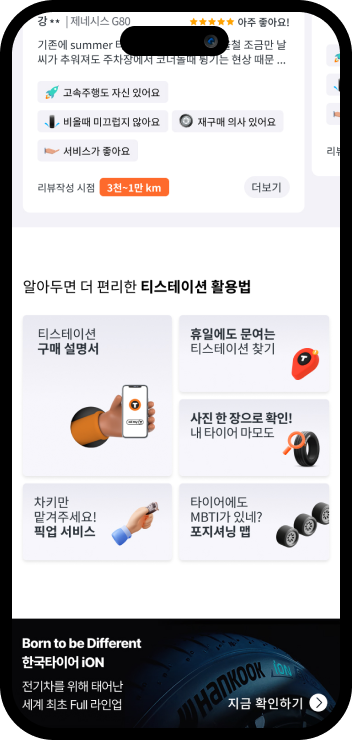 강** | 제네시스 G80
아주 좋아요!
기존에 summer 조금만 날
씨가 추워져도 주차장에서 코너돌때 튕기는 현상 때문 ...
고속주행도 자신 있어요
비올때 미끄럽지 않아요
재구매 의사 있어요
서비스가 좋아요
리뷰작성 시점 3천~1만 km
더보기
알아두면 더 편리한 티스테이션 활용법
티스테이션
구매 설명서
휴일에도 문여는
티스테이션 찾기
사진 한 장으로 확인!
내 타이어 마모도
차키만
맡겨주세요!
픽업 서비스
타이어에도
MBTI가 있네?
포지셔닝 맵
Born to be Different
한국타이어 iON
전기차를 위해 태어난
세계 최초 Full 라인업
HANKOOK iON
지금 확인하기